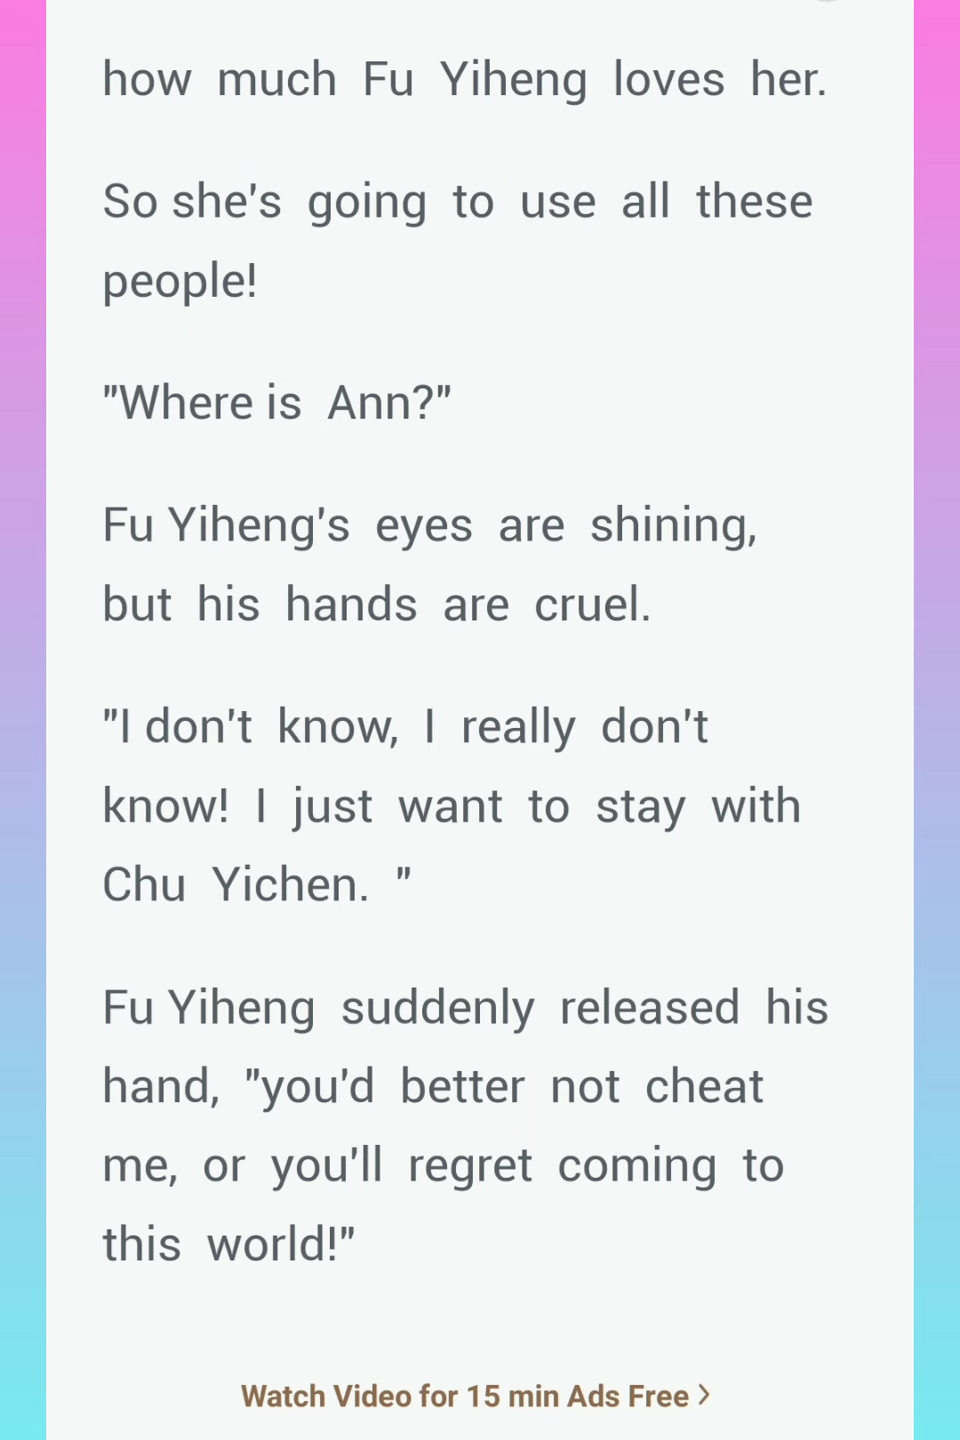 how much Fu Yiheng loves her.
So she's going to use all these
people!
"Where is Ann?"
Fu Yiheng's eyes are shining,
but his hands are cruel.
"I don't know, I really don't
know! I just want to stay with
Chu Yichen. "
Fu Yiheng suddenly released his
hand, "you'd better not cheat
me, or you'll regret coming to
this world!"
Watch Video for 15 min Ads Free >